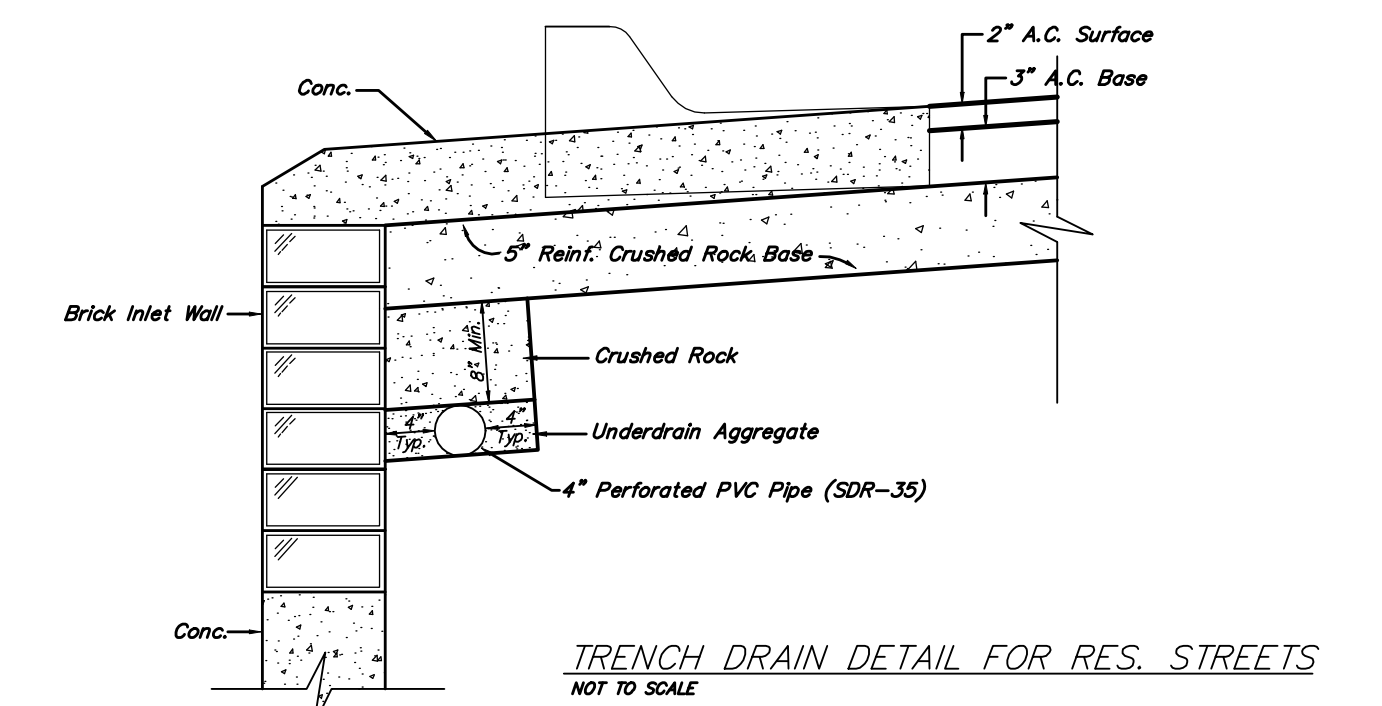 2" A.C. Surface
3" A.C. Base
Conc.
5" Reinf. Crushed Rock Base
Brick Inlet Wall
8" Min.
Crushed Rock
4"
Typ.
4"
Typ.
Underdrain Aggregate
4" Perforated PVC Pipe (SDR-35)
Conc.
TRENCH DRAIN DETAIL FOR RES. STREETS
NOT TO SCALE